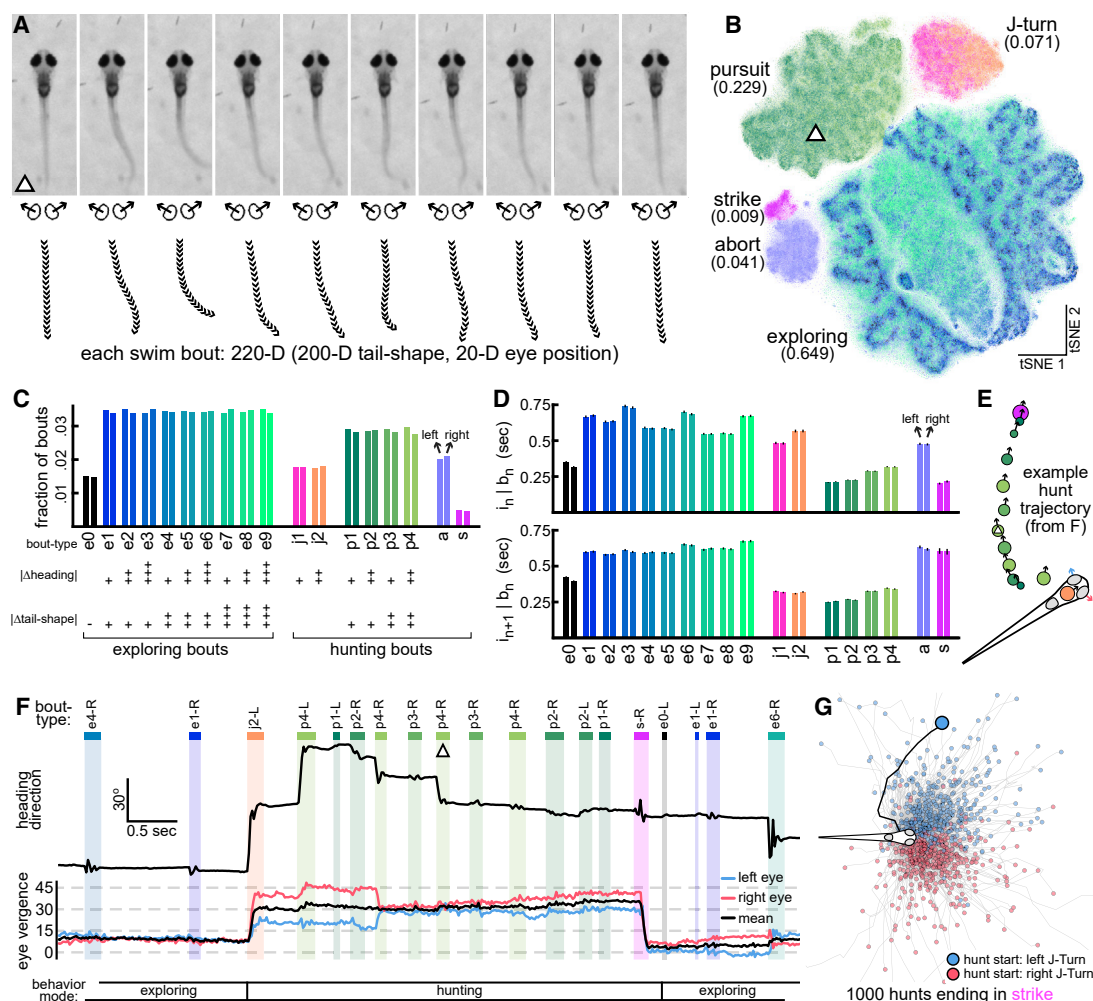 A
each swim bout: 220-D (200-D tail-shape, 20-D eye position)
B
J-turn
(0.071)
pursuit
(0.229)
strike
(0.009)
abort
(0.041)
exploring
(0.649)
tSNE 1
tSNE 2
C
fraction of bouts
.03
.02
.01
left right
bout-type
e0 e1 e2 e3 e4 e5 e6 e7 e8 e9 j1 j2 p1 p2 p3 p4 a s
|Δheading|
+ ++ +++ + ++ +++ + ++ +++ + ++ + ++ + ++
|Δtail-shape|
- + + + ++ ++ ++ +++ +++ +++ + + ++ ++
exploring bouts
hunting bouts
D
i n | b n (sec)
0.75
0.5
0.25
left right
i n+1 | b n (sec)
0.75
0.5
0.25
e0 e1 e2 e3 e4 e5 e6 e7 e8 e9 j1 j2 p1 p2 p3 p4 a s
E
example
hunt
trajectory
(from F)
F
bout-
type:
e4-R e1-R j2-L p4-L p1-L p2-R p4-R p3-R p4-R p3-R p4-R p2-R p2-L p1-R s-R e0-L e1-L e1-R e6-R
heading
direction
30°
0.5 sec
eye vergence
45
30
15
0
left eye
right eye
mean
behavior
mode:
exploring
hunting
exploring
G
hunt start: left J-Turn
hunt start: right J-Turn
1000 hunts ending in strike